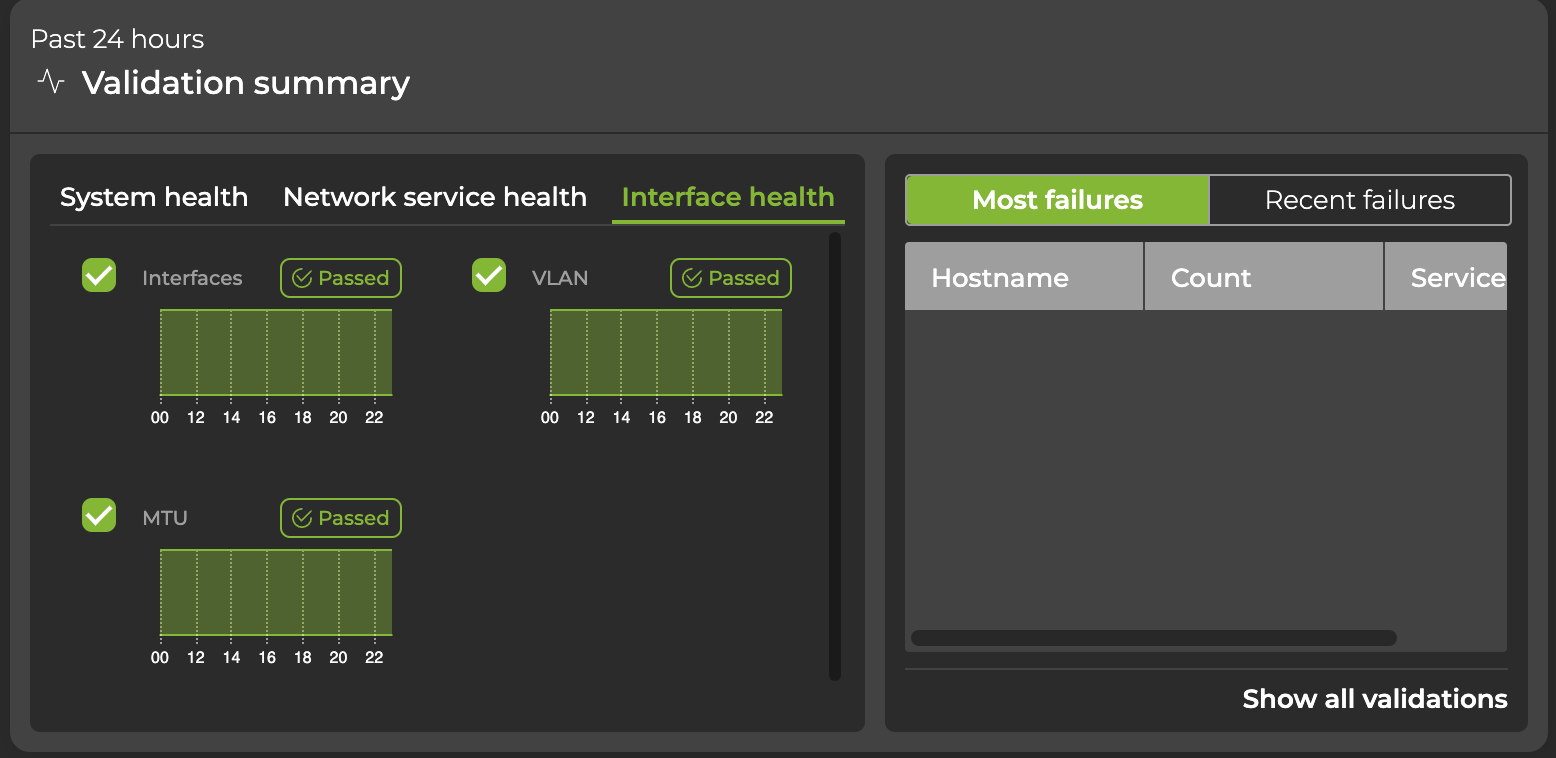 Past 24 hours
Validation summary
System health Network service health Interface health
Interfaces Passed
00 12 14 16 18 20 22
VLAN Passed
00 12 14 16 18 20 22
MTU Passed
00 12 14 16 18 20 22
Most failures Recent failures
Hostname Count Service
Show all validations